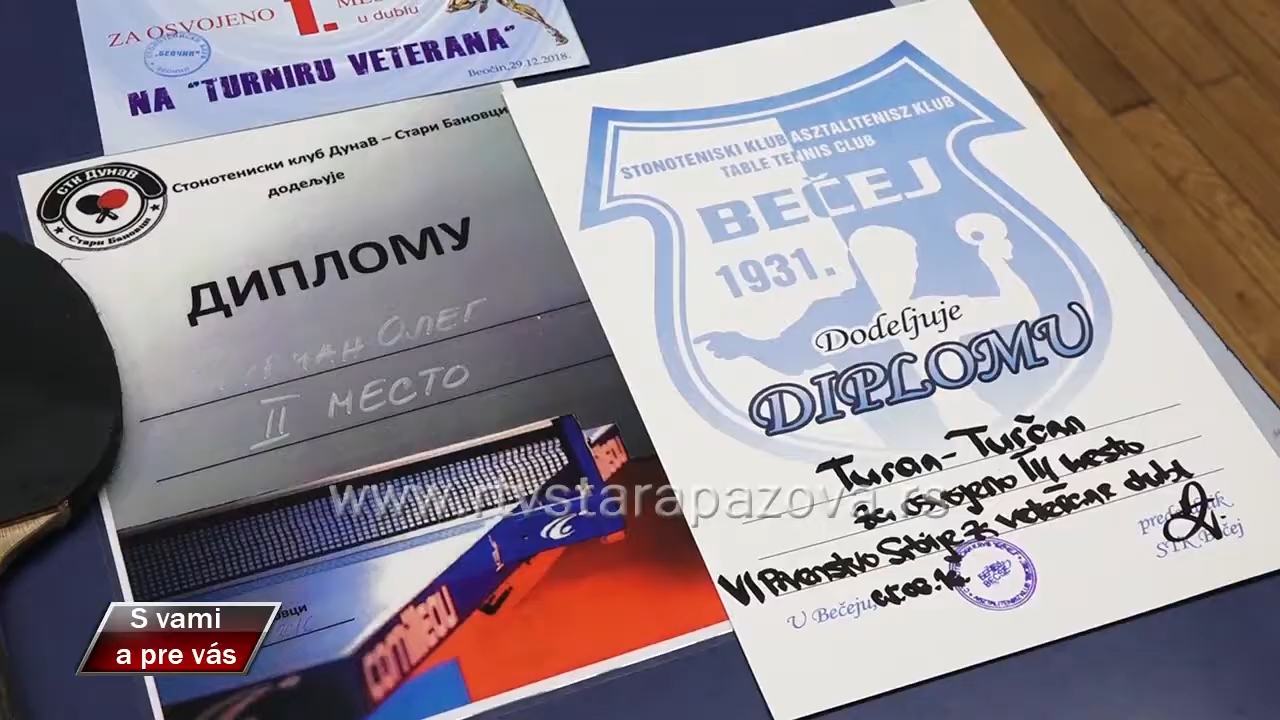 ZA OSVOJENO 1.
u dublu
NA "TURNIRU VETERANA"
Beočin, 29.12.2018.
СТК ДУНАВ
Стари Бановци
Стонотениски клуб ДунаВ – Стари Бановци
додељује
ДИПЛОМУ
ОЛЕГ
II МЕСТО
cornilleau
STONOTENISKI KLUB ASZTALITENISZ KLUB
TABLE TENNIS CLUB
BEČEJ
1931.
Dodeljuje
DIPLOMU
Turan-Turčan
za osvojeno III mesto
VI Prvenstvo Srbije za veterane dubl
STK Bečej
U Bečeju,
www.rtvstarapazova.rs
S vami
a pre vás